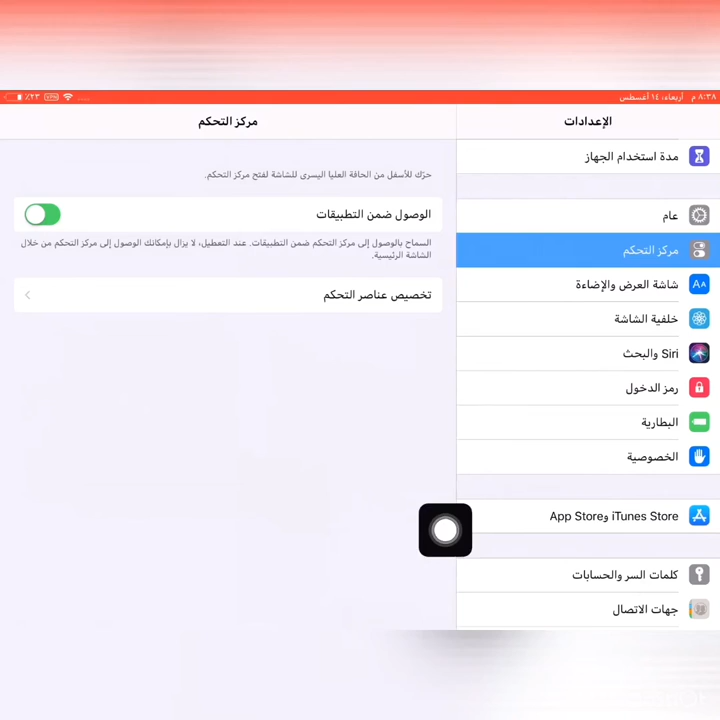 ٨:٣٨ م أربعاء، ١٤ أغسطس
VPN ٢٣٪
الإعدادات
مدة استخدام الجهاز
عام
مركز التحكم
شاشة العرض والإضاءة
خلفية الشاشة
Siri والبحث
رمز الدخول
البطارية
الخصوصية
iTunes Store وApp Store
كلمات السر والحسابات
جهات الاتصال
مركز التحكم
حرّك للأسفل من الحافة العليا اليسرى للشاشة لفتح مركز التحكم.
الوصول ضمن التطبيقات
السماح بالوصول إلى مركز التحكم ضمن التطبيقات. عند التعطيل، لا يزال بإمكانك الوصول إلى مركز التحكم من خلال
الشاشة الرئيسية.
تخصيص عناصر التحكم